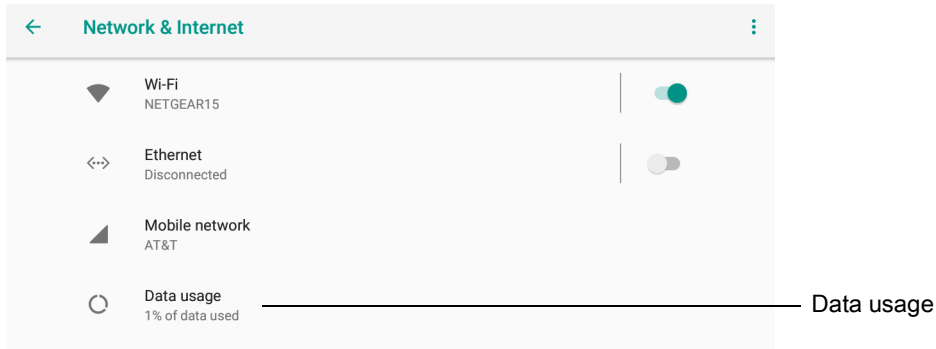 Network & Internet
Wi-Fi
NETGEAR15
Ethernet
Disconnected
Mobile network
AT&T
Data usage
1% of data used
Data usage